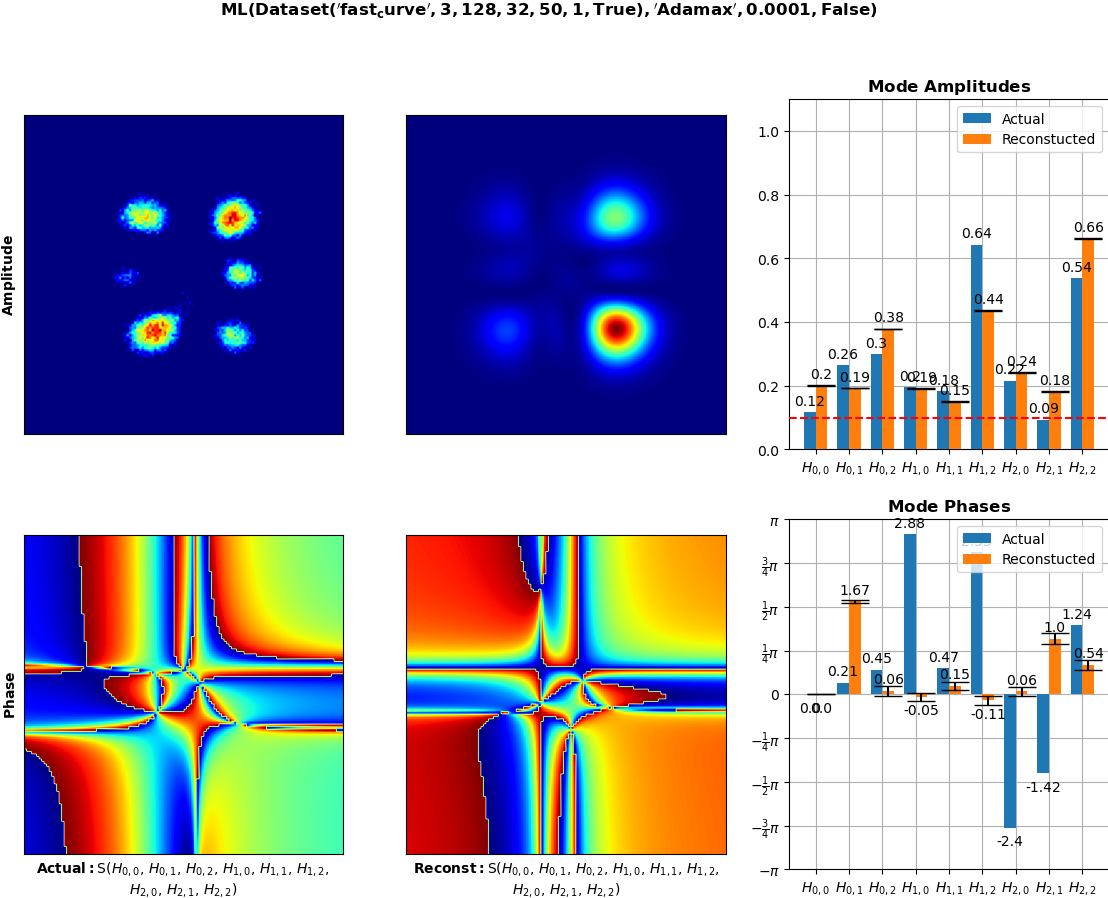 ML(Dataset('fast_curve', 3, 128, 32, 50, 1, True), 'Adamax', 0.0001, False)
Amplitude
Mode Amplitudes
Actual
Reconstucted
1.0
0.8
0.6
0.4
0.2
0.0
0.12
0.2
0.26
0.19
0.3
0.38
0.2
0.19
0.18
0.15
0.64
0.44
0.22
0.24
0.09
0.18
0.54
0.66
H0,0 H0,1 H0,2 H1,0 H1,1 H1,2 H2,0 H2,1 H2,2
Phase
Actual: S(H0,0, H0,1, H0,2, H1,0, H1,1, H1,2,
H2,0, H2,1, H2,2)
Reconst: S(H0,0, H0,1, H0,2, H1,0, H1,1, H1,2,
H2,0, H2,1, H2,2)
Mode Phases
Actual
Reconstucted
π
3/4π
1/2π
1/4π
0
−1/4π
−1/2π
−3/4π
−π
0.0
0.21
1.67
0.45
0.06
2.88
-0.05
0.47
0.15
-0.11
-2.4
0.06
-1.42
1.0
1.24
0.54
H0,0 H0,1 H0,2 H1,0 H1,1 H1,2 H2,0 H2,1 H2,2